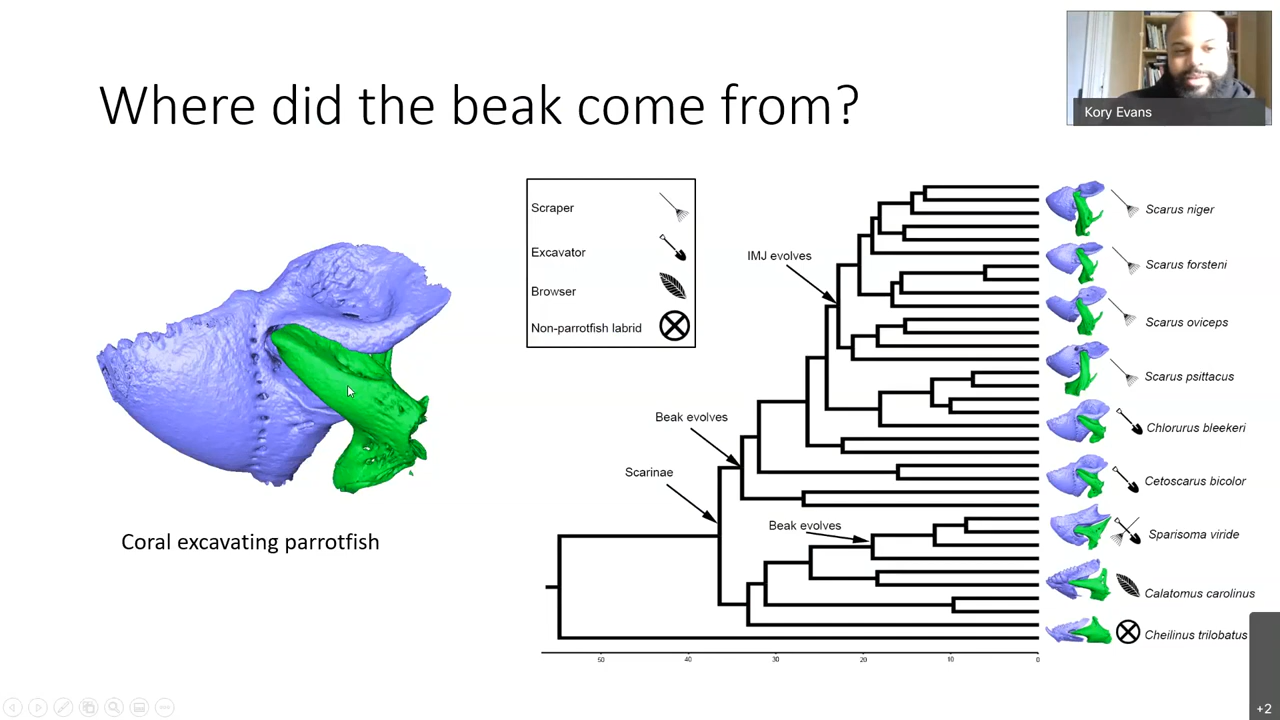 Where did the beak come from?
Kory Evans
Scraper
Excavator
Browser
Non-parrotfish labrid
IMJ evolves
Beak evolves
Scarinae
Beak evolves
Scarus niger
Scarus forsteni
Scarus oviceps
Scarus psittacus
Chlorurus bleekeri
Cetoscarus bicolor
Sparisoma viride
Calatomus carolinus
Cheilinus trilobatus
Coral excavating parrotfish
50 40 30 20 10 0
+2